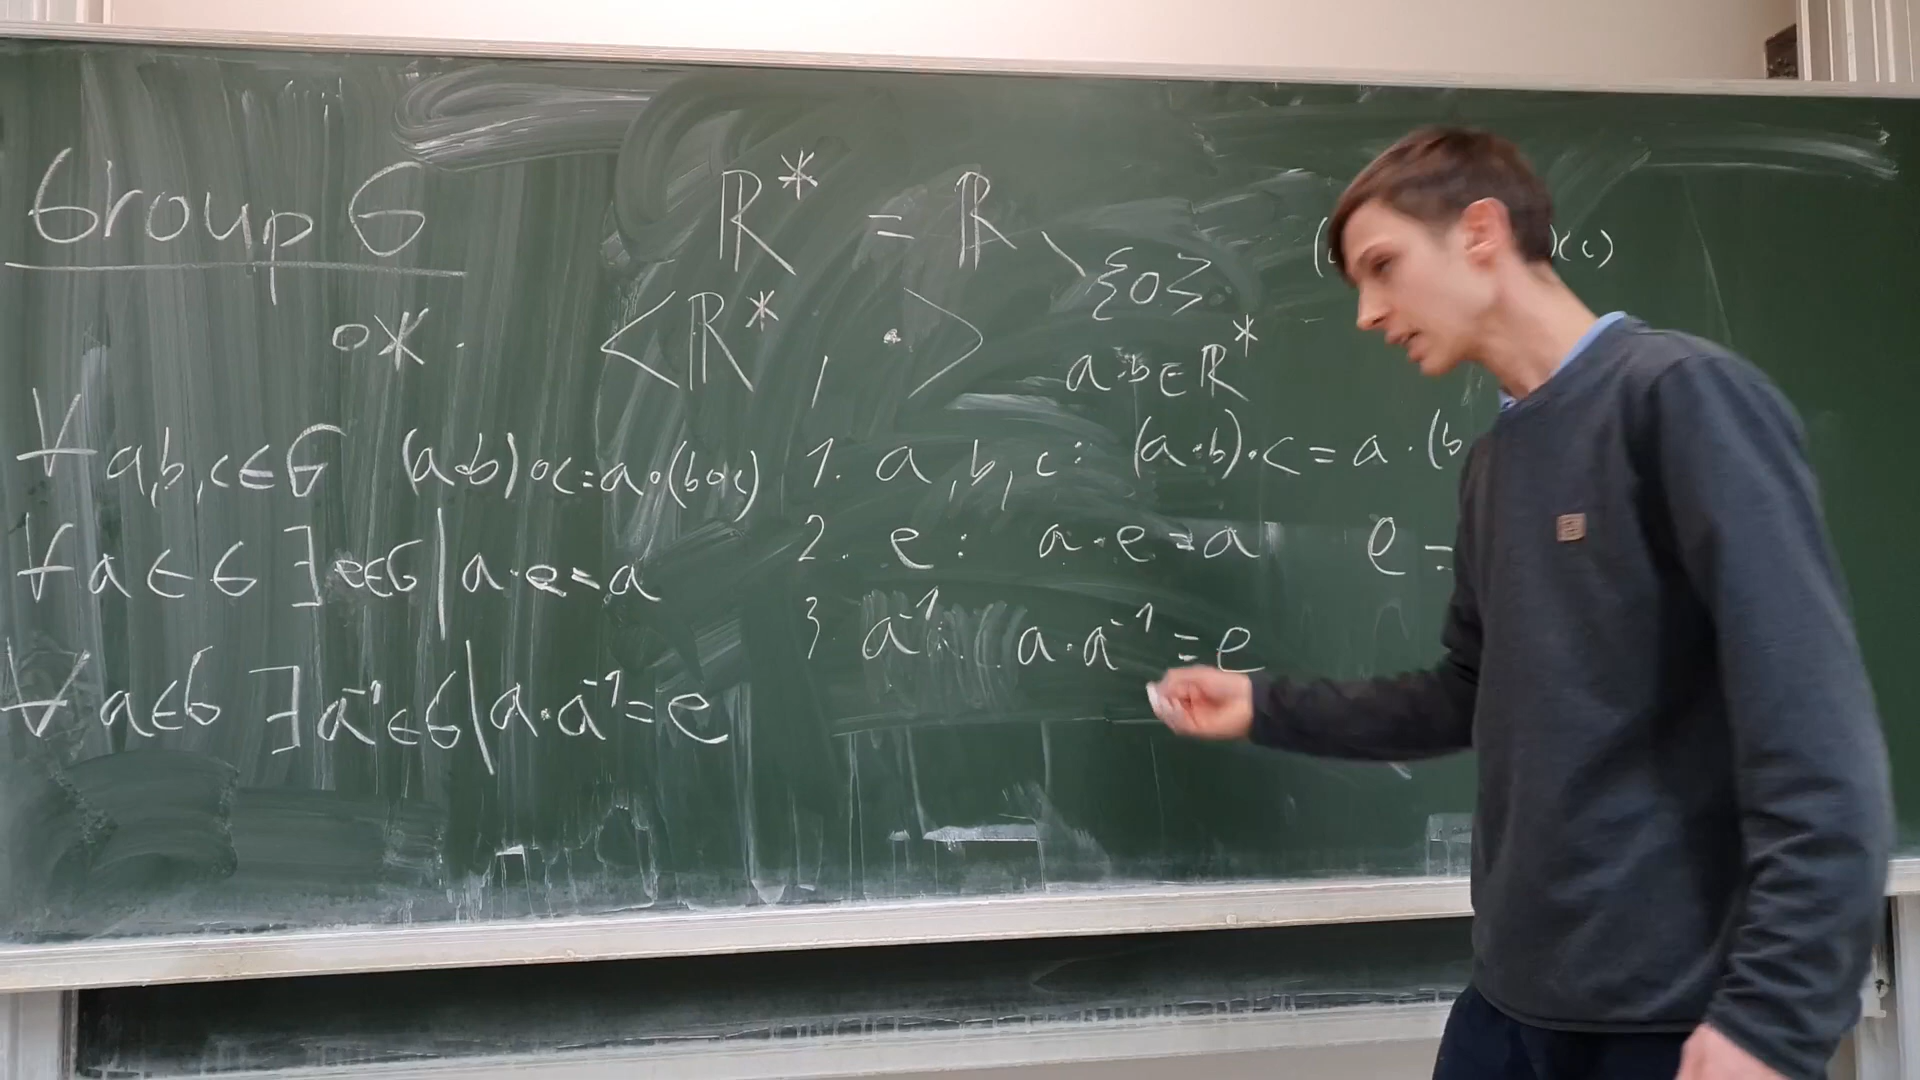 Group G
o * ·
∀ a,b,c ∈ G (a∘b)∘c=a∘(b∘c)
∀ a ∈ G ∃ e∈G | a·e=a
∀ a∈G ∃ a⁻¹∈G | a·a⁻¹=e
ℝ* = ℝ \ {0}
<ℝ*, ·>
a·b∈ℝ*
1. a,b,c: (a·b)·c=a·(b
2. e: a·e=a e=
3. a⁻¹: a·a⁻¹=e
)(c)